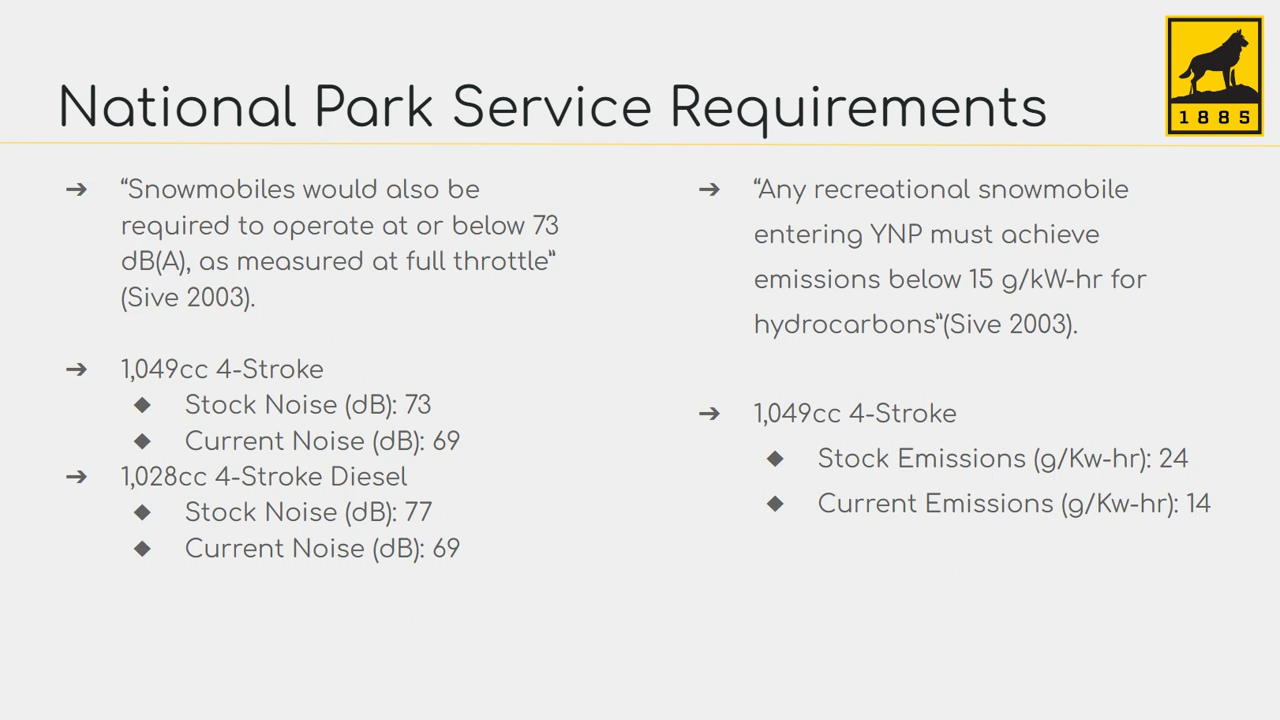 1885
National Park Service Requirements
➔ “Snowmobiles would also be
required to operate at or below 73
dB(A), as measured at full throttle”
(Sive 2003).
➔ 1,049cc 4-Stroke
◆ Stock Noise (dB): 73
◆ Current Noise (dB): 69
➔ 1,028cc 4-Stroke Diesel
◆ Stock Noise (dB): 77
◆ Current Noise (dB): 69
➔ “Any recreational snowmobile
entering YNP must achieve
emissions below 15 g/kW-hr for
hydrocarbons”(Sive 2003).
➔ 1,049cc 4-Stroke
◆ Stock Emissions (g/Kw-hr): 24
◆ Current Emissions (g/Kw-hr): 14